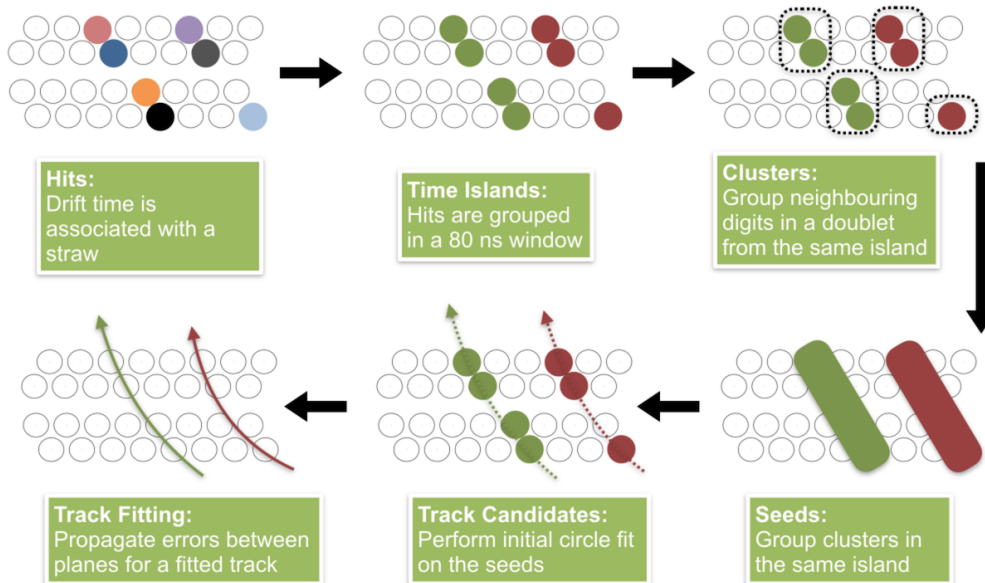 Hits:
Drift time is
associated with a
straw
Time Islands:
Hits are grouped
in a 80 ns window
Clusters:
Group neighbouring
digits in a doublet
from the same island
Track Fitting:
Propagate errors between
planes for a fitted track
Track Candidates:
Perform initial circle fit
on the seeds
Seeds:
Group clusters in
the same island